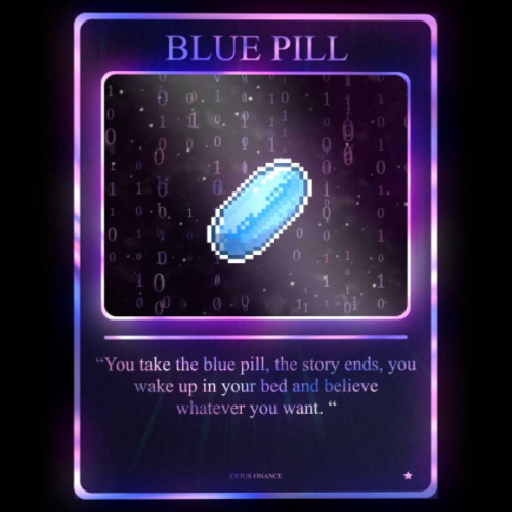 BLUE PILL
“You take the blue pill, the story ends, you
wake up in your bed and believe
whatever you want. “
CETUS FINANCE